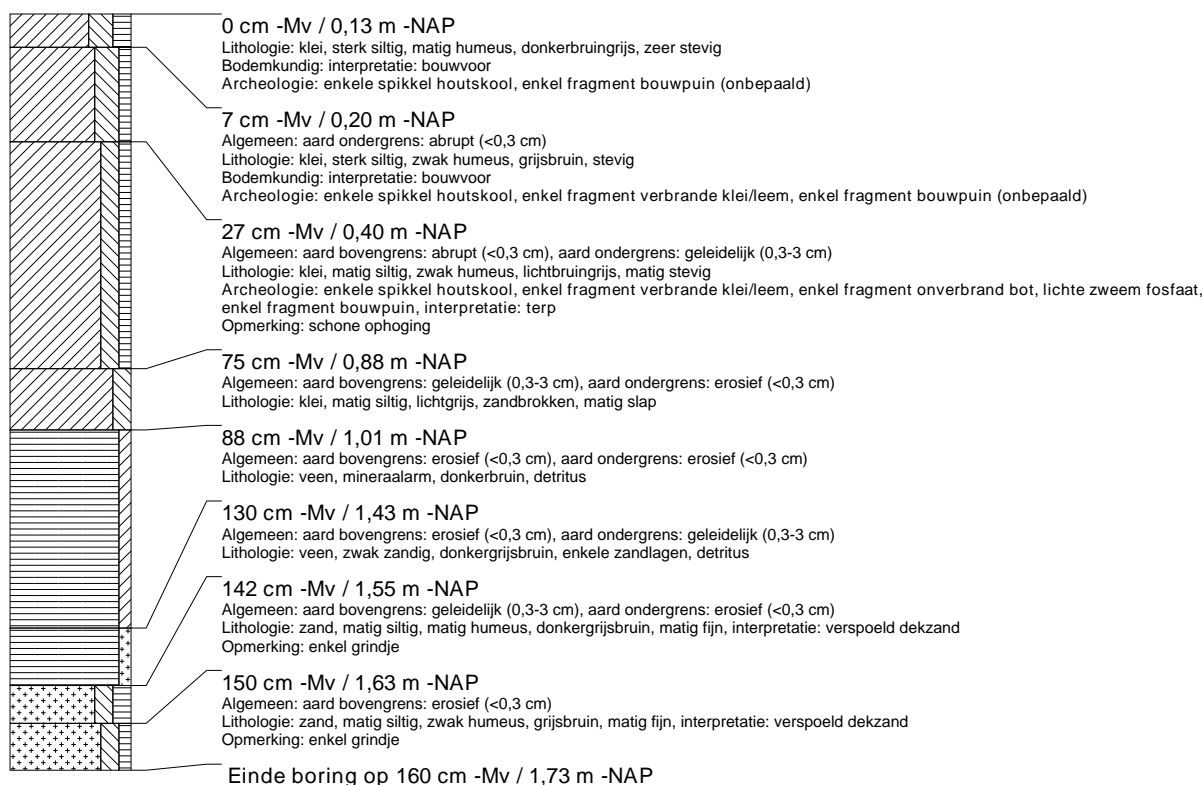 0 cm -Mv / 0,13 m -NAP
Lithologie: klei, sterk siltig, matig humeus, donkerbruingrijs, zeer stevig
Bodemkundig: interpretatie: bouwvoor
Archeologie: enkele spikkel houtskool, enkel fragment bouwpuin (onbepaald)
7 cm -Mv / 0,20 m -NAP
Algemeen: aard ondergrens: abrupt (<0,3 cm)
Lithologie: klei, sterk siltig, zwak humeus, grijsbruin, stevig
Bodemkundig: interpretatie: bouwvoor
Archeologie: enkele spikkel houtskool, enkel fragment verbrande klei/leem, enkel fragment bouwpuin (onbepaald)
27 cm -Mv / 0,40 m -NAP
Algemeen: aard bovengrens: abrupt (<0,3 cm), aard ondergrens: geleidelijk (0,3-3 cm)
Lithologie: klei, matig siltig, zwak humeus, lichtbruingrijs, matig stevig
Archeologie: enkele spikkel houtskool, enkel fragment verbrande klei/leem, enkel fragment onverbrand bot, lichte zweem fosfaat,
enkel fragment bouwpuin, interpretatie: terp
Opmerking: schone ophoging
75 cm -Mv / 0,88 m -NAP
Algemeen: aard bovengrens: geleidelijk (0,3-3 cm), aard ondergrens: erosief (<0,3 cm)
Lithologie: klei, matig siltig, lichtgrijs, zandbrokken, matig slap
88 cm -Mv / 1,01 m -NAP
Algemeen: aard bovengrens: erosief (<0,3 cm), aard ondergrens: erosief (<0,3 cm)
Lithologie: veen, mineraalarm, donkerbruin, detritus
130 cm -Mv / 1,43 m -NAP
Algemeen: aard bovengrens: erosief (<0,3 cm), aard ondergrens: geleidelijk (0,3-3 cm)
Lithologie: veen, zwak zandig, donkergrijsbruin, enkele zandlagen, detritus
142 cm -Mv / 1,55 m -NAP
Algemeen: aard bovengrens: geleidelijk (0,3-3 cm), aard ondergrens: erosief (<0,3 cm)
Lithologie: zand, matig siltig, matig humeus, donkergrijsbruin, matig fijn, interpretatie: verspoeld dekzand
Opmerking: enkel grindje
150 cm -Mv / 1,63 m -NAP
Algemeen: aard bovengrens: erosief (<0,3 cm)
Lithologie: zand, matig siltig, zwak humeus, grijsbruin, matig fijn, interpretatie: verspoeld dekzand
Opmerking: enkel grindje
Einde boring op 160 cm -Mv / 1,73 m -NAP